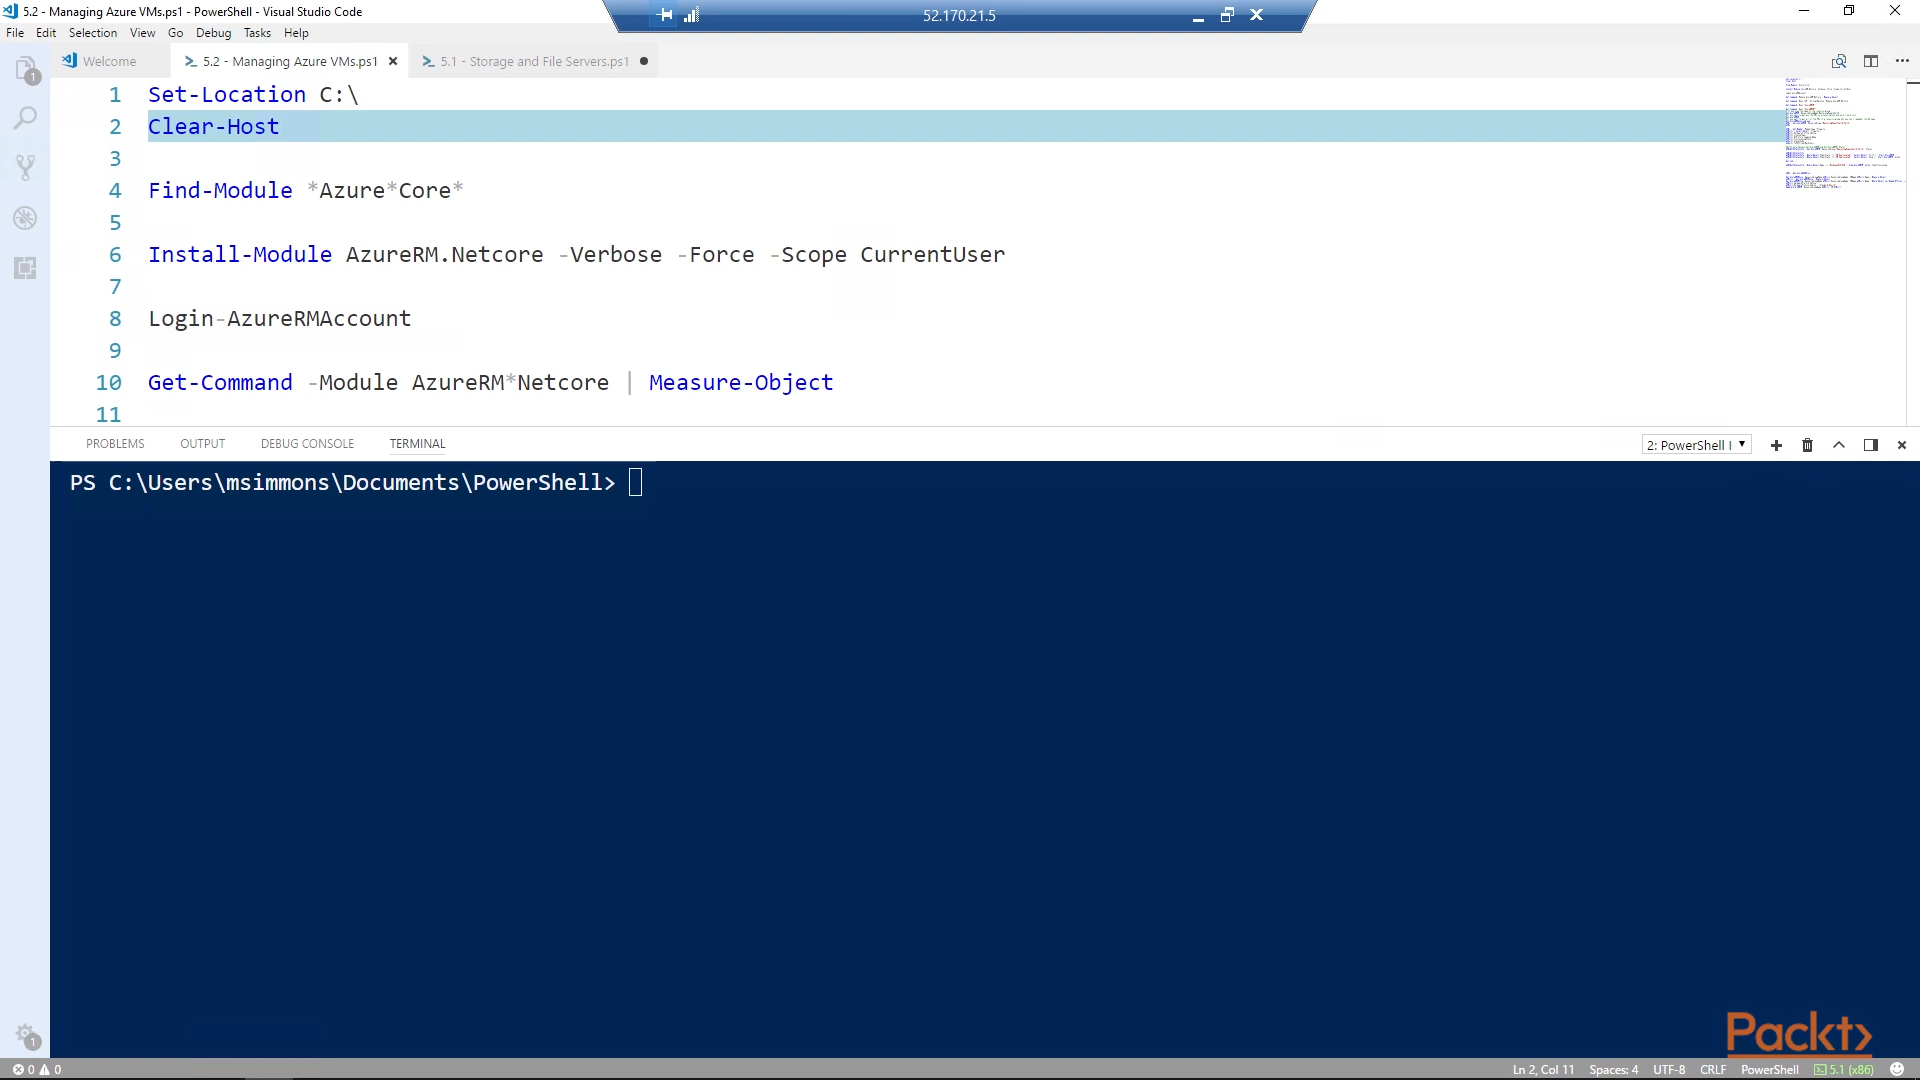 5.2 - Managing Azure VMs.ps1 - PowerShell - Visual Studio Code
52.170.21.5
File Edit Selection View Go Debug Tasks Help
1
Welcome
5.2 - Managing Azure VMs.ps1
5.1 - Storage and File Servers.ps1
1 Set-Location C:\
2 Clear-Host
3
4 Find-Module *Azure*Core*
5
6 Install-Module AzureRM.Netcore -Verbose -Force -Scope CurrentUser
7
8 Login-AzureRMAccount
9
10 Get-Command -Module AzureRM*Netcore | Measure-Object
11
PROBLEMS OUTPUT DEBUG CONSOLE TERMINAL
2: PowerShell I
PS C:\Users\msimmons\Documents\PowerShell>
1
Packt>
0 0
Ln 2, Col 11 Spaces: 4 UTF-8 CRLF PowerShell 5.1 (x86)